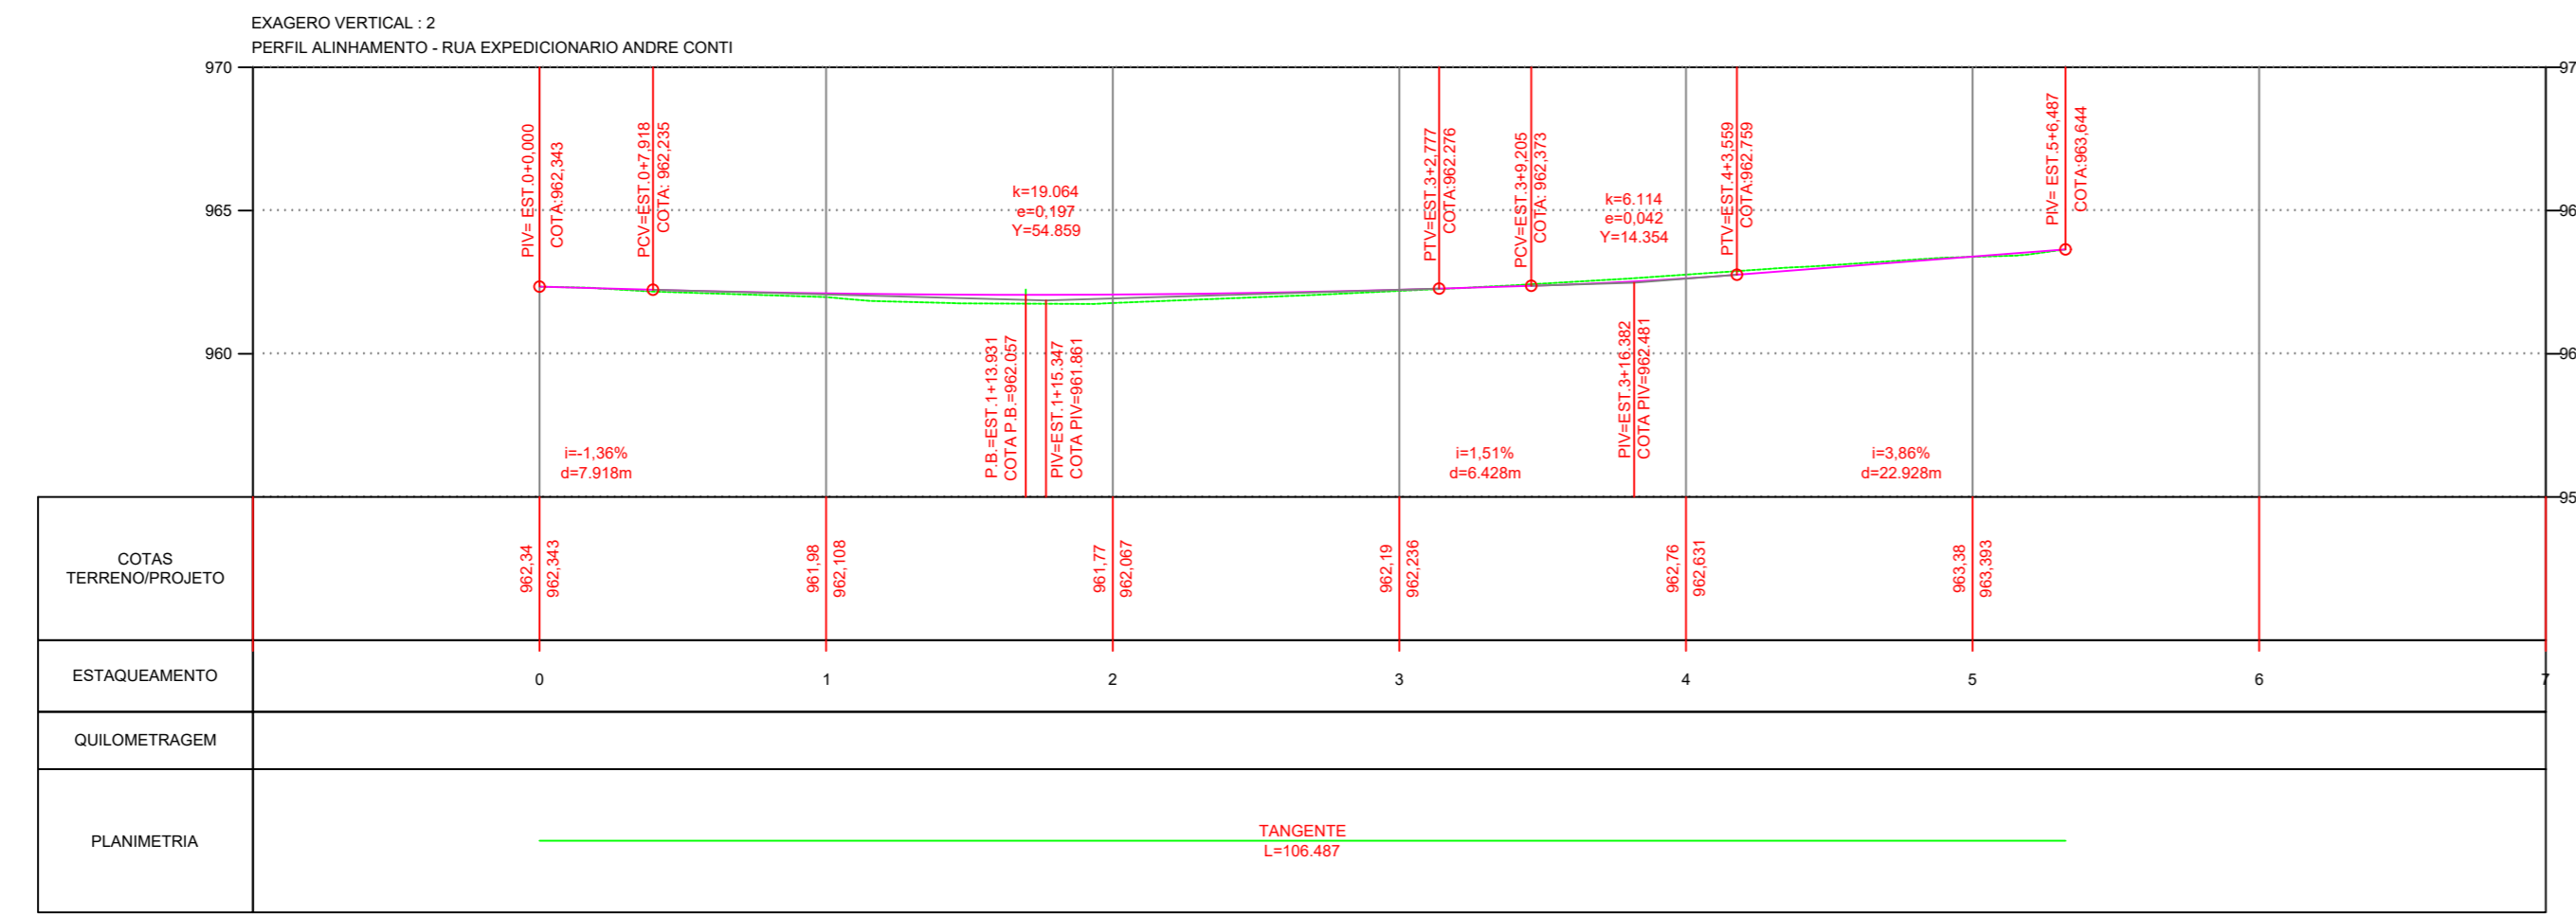 EXAGERO VERTICAL : 2
PERFIL ALINHAMENTO - RUA EXPEDICIONARIO ANDRE CONTI
970
965
960
97
96
96
95
PIV= EST.0+0,000
COTA:962,343
PCV=EST.0+7,918
COTA: 962,235
k=19.064
e=0,197
Y=54.859
PTV=EST.3+2,777
COTA:962.276
PCV=EST.3+9,205
COTA: 962,373
k=6.114
e=0,042
Y=14.354
PTV=EST.4+3,559
COTA:962.759
PIV= EST.5+6,487
COTA:963,644
P.B.=EST.1+13.931
COTA P.B.=962.057
PIV=EST.1+15.347
COTA PIV=961.861
PIV=EST.3+16.382
COTA PIV=962.481
i=-1,36%
d=7.918m
i=1,51%
d=6.428m
i=3,86%
d=22.928m
COTAS
TERRENO/PROJETO
962,34
962,343
961,98
962,108
961,77
962,067
962,19
962,236
962,76
962,631
963,38
963,393
ESTAQUEAMENTO
0
1
2
3
4
5
6
7
QUILOMETRAGEM
PLANIMETRIA
TANGENTE
L=106.487